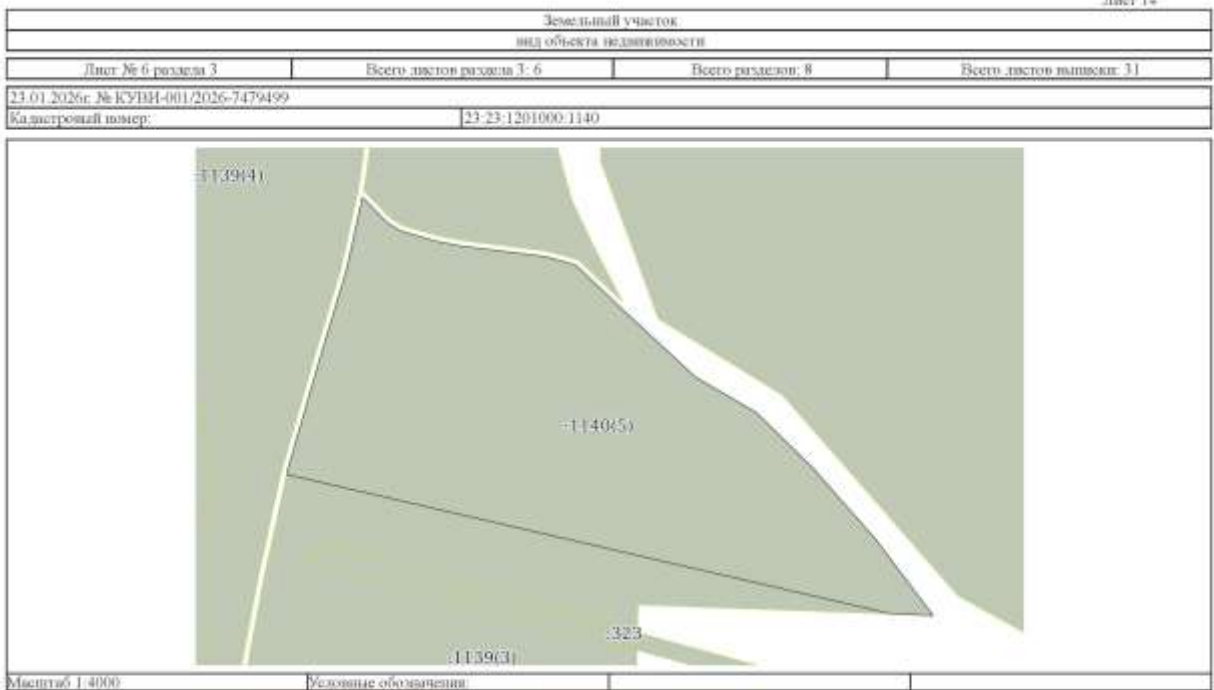 Лист 14
Земельный участок
вид объекта недвижимости
Лист № 6 раздела 3 Всего листов раздела 3: 6 Всего разделов: 8 Всего листов выписки: 31
23.01.2026г. № КУВИ-001/2026-7479499
Кадастровый номер: 23:23:1201000:1140
:1139(4)
:1140(5)
:323
:1139(3)
Масштаб 1:4000 Условные обозначения: